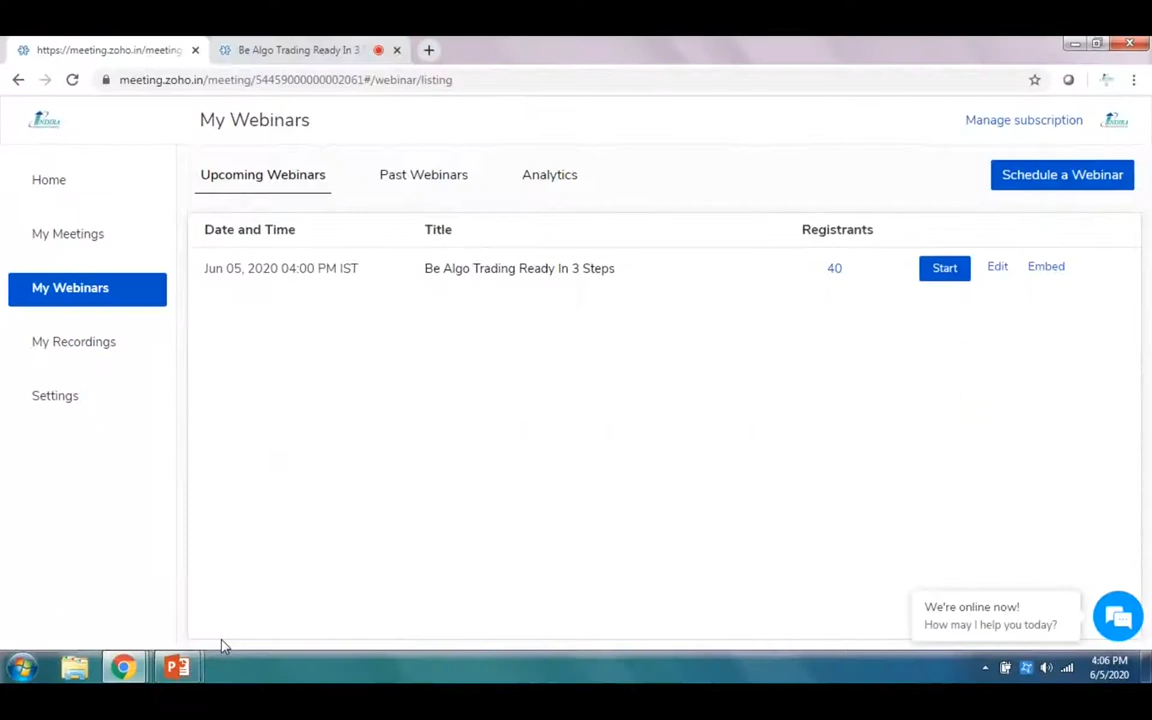 https://meeting.zoho.in/meeting
Be Algo Trading Ready In 3
meeting.zoho.in/meeting/54459000000002061#/webinar/listing
INDIRA
My Webinars
Manage subscription
Home
My Meetings
My Webinars
My Recordings
Settings
Upcoming Webinars
Past Webinars
Analytics
Schedule a Webinar
Date and Time
Title
Registrants
Jun 05, 2020 04:00 PM IST
Be Algo Trading Ready In 3 Steps
40
Start
Edit
Embed
We're online now!
How may I help you today?
4:06 PM
6/5/2020